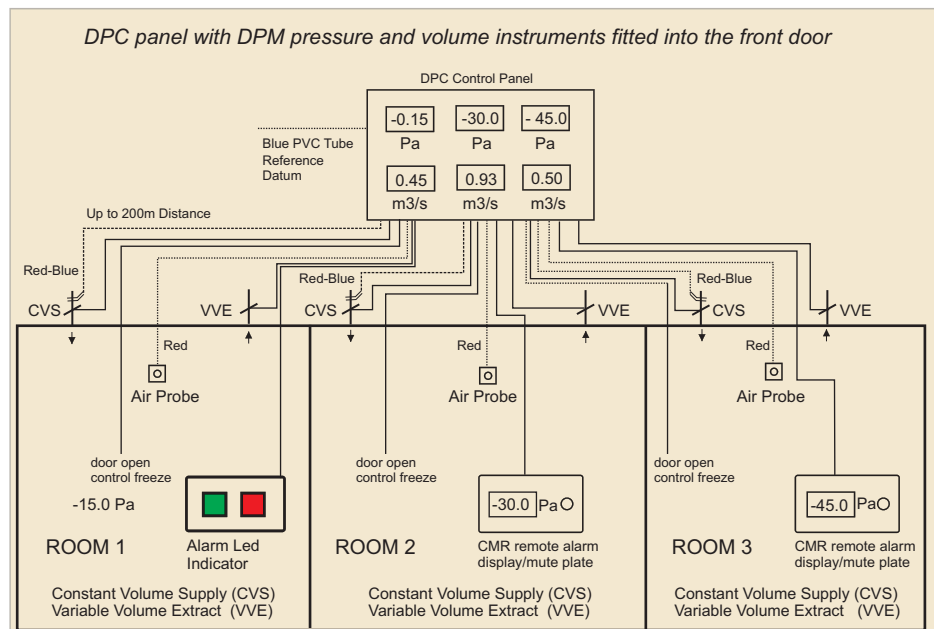 DPC panel with DPM pressure and volume instruments fitted into the front door
DPC Control Panel
-0.15
-30.0
- 45.0
Pa
Pa
Pa
Blue PVC Tube
Reference
Datum
0.45
0.93
0.50
m3/s
m3/s
m3/s
Up to 200m Distance
Red-Blue
Red-Blue
Red-Blue
CVS
VVE
CVS
VVE
CVS
VVE
Red
Red
Red
Air Probe
Air Probe
Air Probe
door open
control freeze
door open
control freeze
door open
control freeze
-15.0 Pa
-30.0 Pa
-45.0 Pa
ROOM 1
Alarm Led
Indicator
ROOM 2
CMR remote alarm
display/mute plate
ROOM 3
CMR remote alarm
display/mute plate
Constant Volume Supply (CVS)
Variable Volume Extract (VVE)
Constant Volume Supply (CVS)
Variable Volume Extract (VVE)
Constant Volume Supply (CVS)
Variable Volume Extract (VVE)